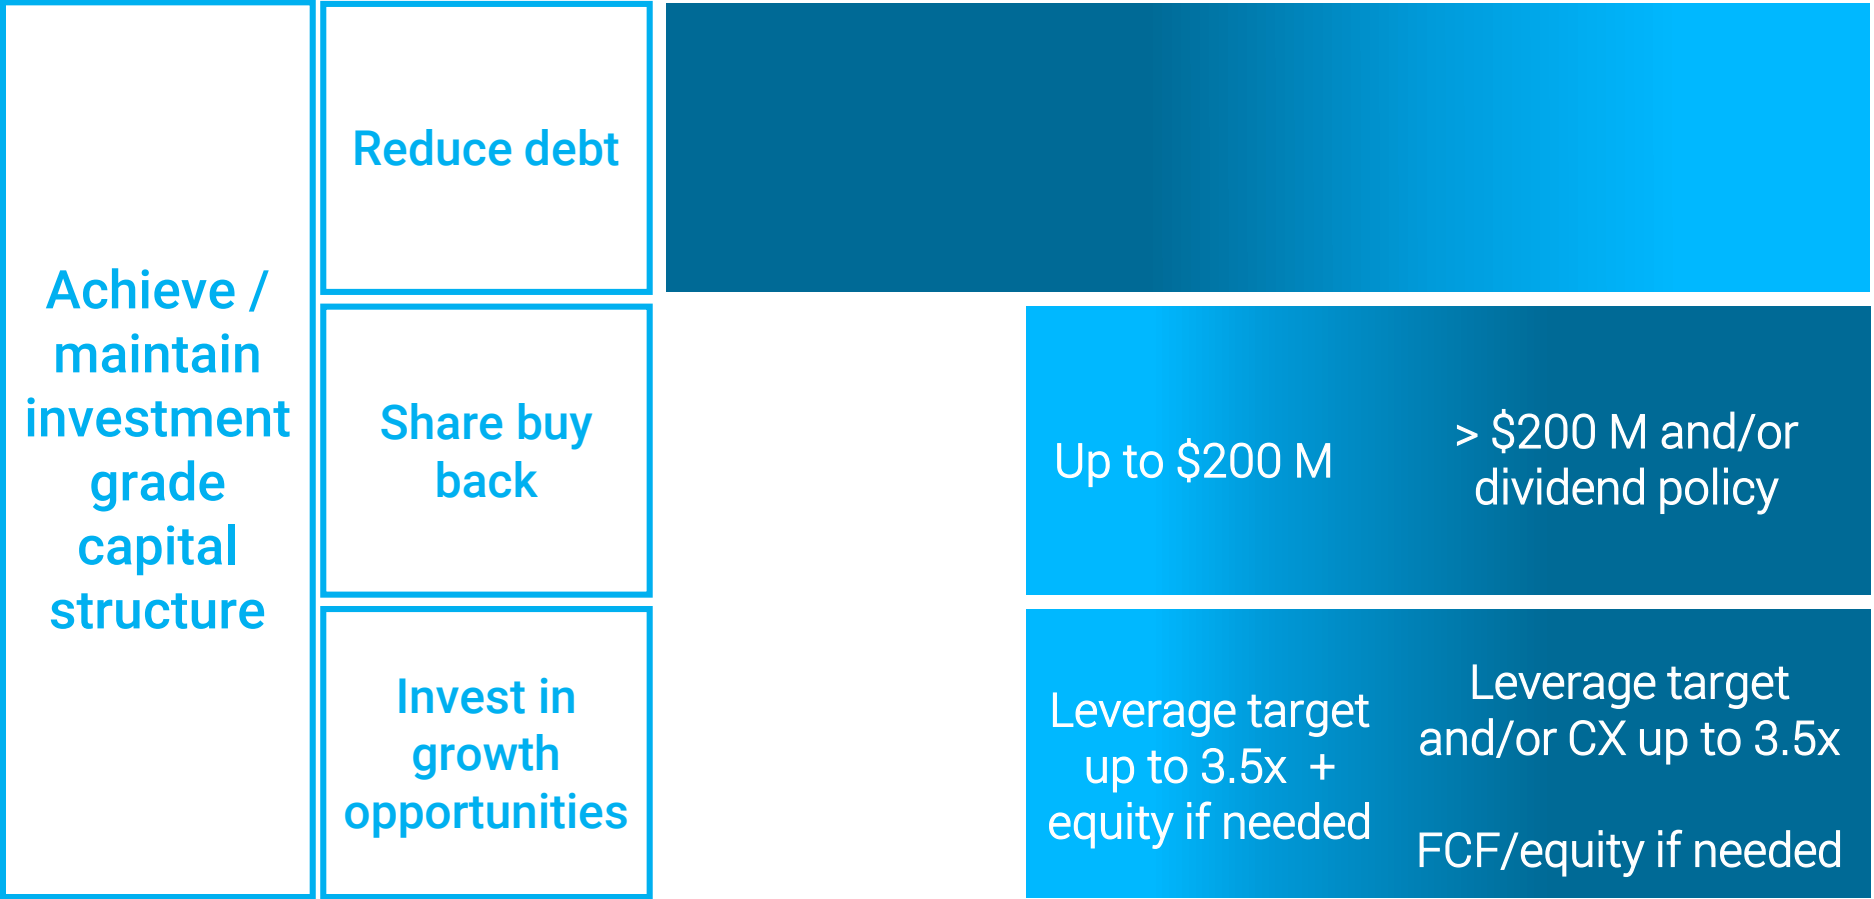 Achieve /
maintain
investment
grade
capital
structure
Reduce debt
Share buy
back
Up to $200 M
> $200 M and/or
dividend policy
Invest in
growth
opportunities
Leverage target
up to 3.5x +
equity if needed
Leverage target
and/or CX up to 3.5x
FCF/equity if needed